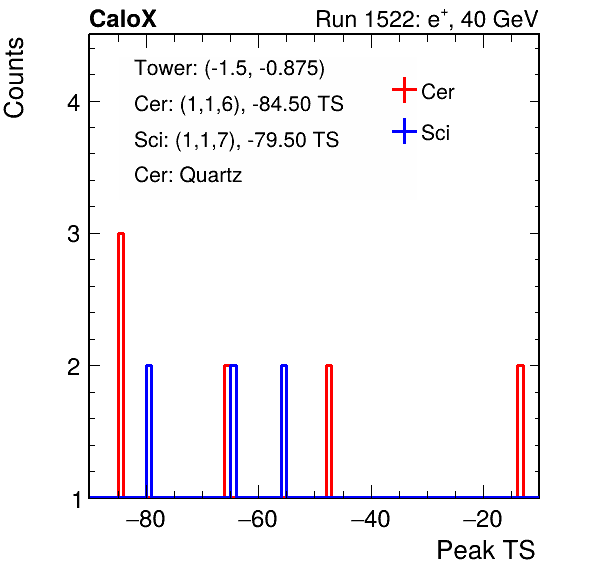 CaloX Run 1522: e⁺, 40 GeV
Counts
Tower: (-1.5, -0.875)
Cer: (1,1,6), -84.50 TS
Sci: (1,1,7), -79.50 TS
Cer: Quartz
Cer
Sci
4
3
2
1
−80 −60 −40 −20
Peak TS